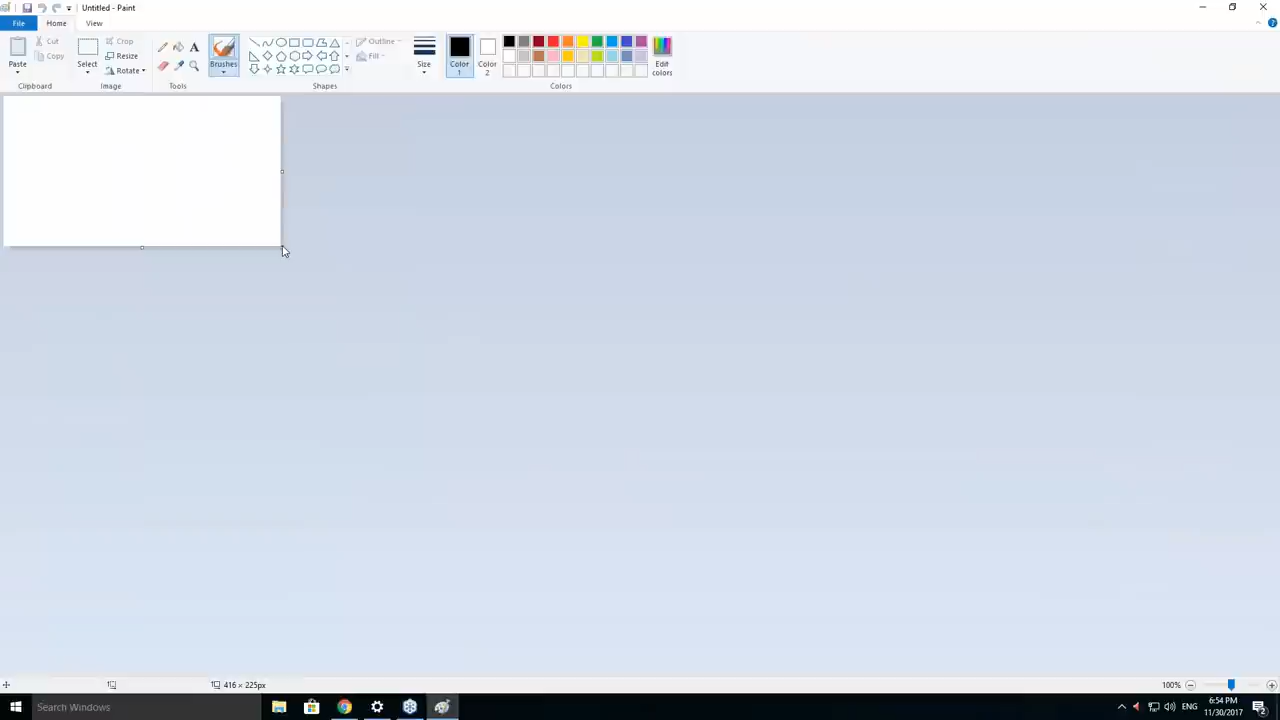 Untitled - Paint
File Home View
Paste Cut Copy Clipboard
Select Crop Resize Rotate Image
A Tools
Brushes
Outline Fill Shapes
Size
Color 1 Color 2 Edit colors Colors
416 × 225px 100%
Search Windows ENG 6:54 PM 11/30/2017 2